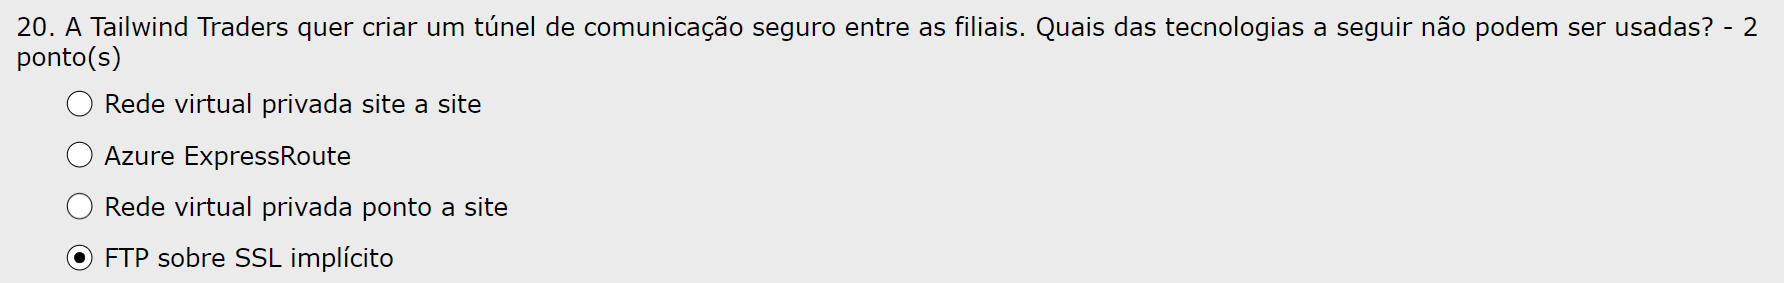 20. A Tailwind Traders quer criar um túnel de comunicação seguro entre as filiais. Quais das tecnologias a seguir não podem ser usadas? - 2
ponto(s)
Rede virtual privada site a site
Azure ExpressRoute
Rede virtual privada ponto a site
FTP sobre SSL implícito